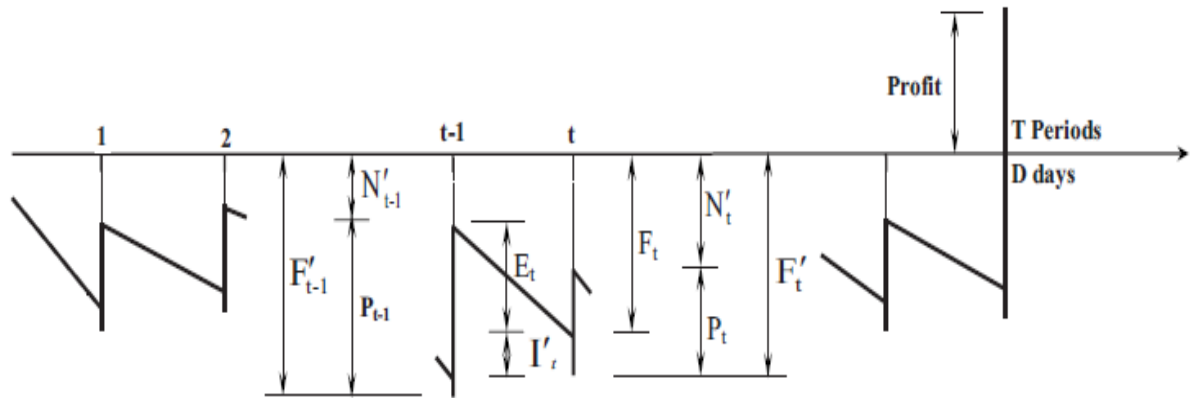 Profit
1
2
t-1
t
T Periods
D days
N′t-1
F′t-1
Pt-1
Et
I′t
Ft
N′t
Pt
F′t